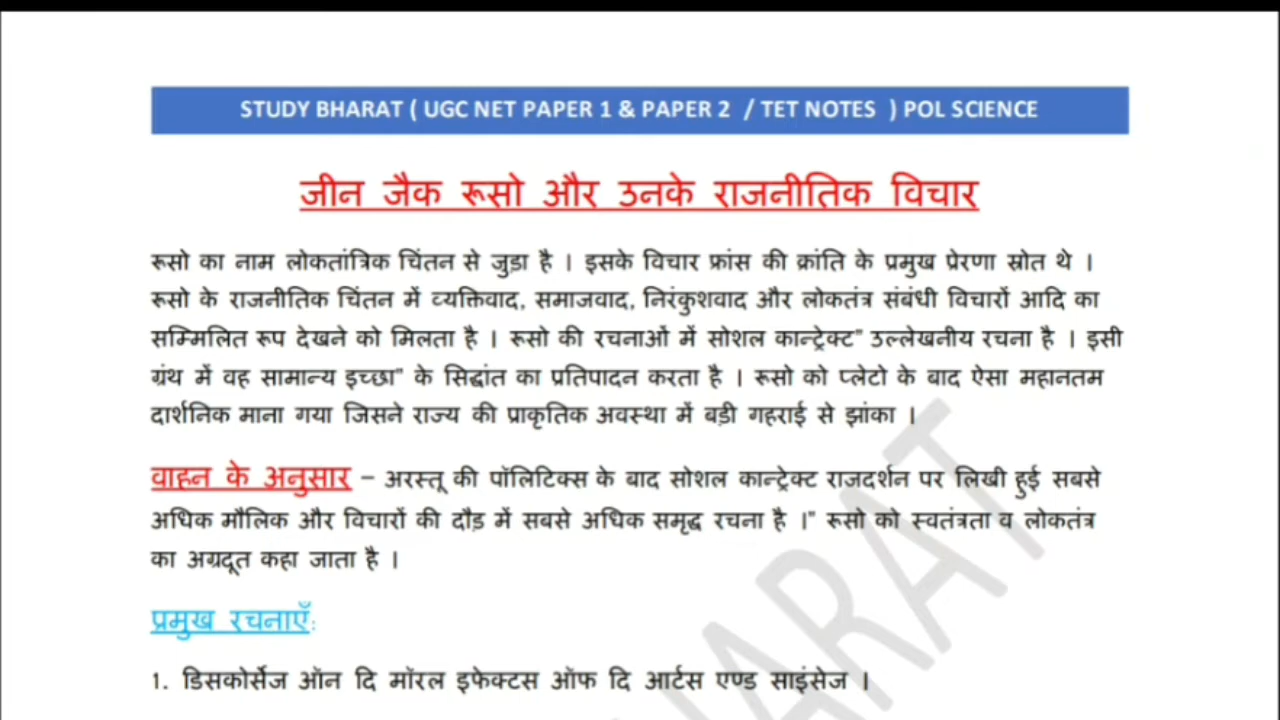 STUDY BHARAT ( UGC NET PAPER 1 & PAPER 2 / TET NOTES ) POL SCIENCE
जीन जैक रूसो और उनके राजनीतिक विचार
रूसो का नाम लोकतांत्रिक चिंतन से जुड़ा है । इसके विचार फ्रांस की क्रांति के प्रमुख प्रेरणा स्रोत थे ।
रूसो के राजनीतिक चिंतन में व्यक्तिवाद, समाजवाद, निरंकुशवाद और लोकतंत्र संबंधी विचारों आदि का
सम्मिलित रूप देखने को मिलता है । रूसो की रचनाओं में सोशल कान्ट्रेक्ट" उल्लेखनीय रचना है । इसी
ग्रंथ में वह सामान्य इच्छा" के सिद्धांत का प्रतिपादन करता है । रूसो को प्लेटो के बाद ऐसा महानतम
दार्शनिक माना गया जिसने राज्य की प्राकृतिक अवस्था में बड़ी गहराई से झांका ।
वाहन के अनुसार – अरस्तू की पॉलिटिक्स के बाद सोशल कान्ट्रेक्ट राजदर्शन पर लिखी हुई सबसे
अधिक मौलिक और विचारों की दौड़ में सबसे अधिक समृद्ध रचना है ।" रूसो को स्वतंत्रता व लोकतंत्र
का अग्रदूत कहा जाता है ।
प्रमुख रचनाएँ:
1. डिसकोर्सेज ऑन दि मॉरल इफेक्टस ऑफ दि आर्टस एण्ड साइंसेज ।